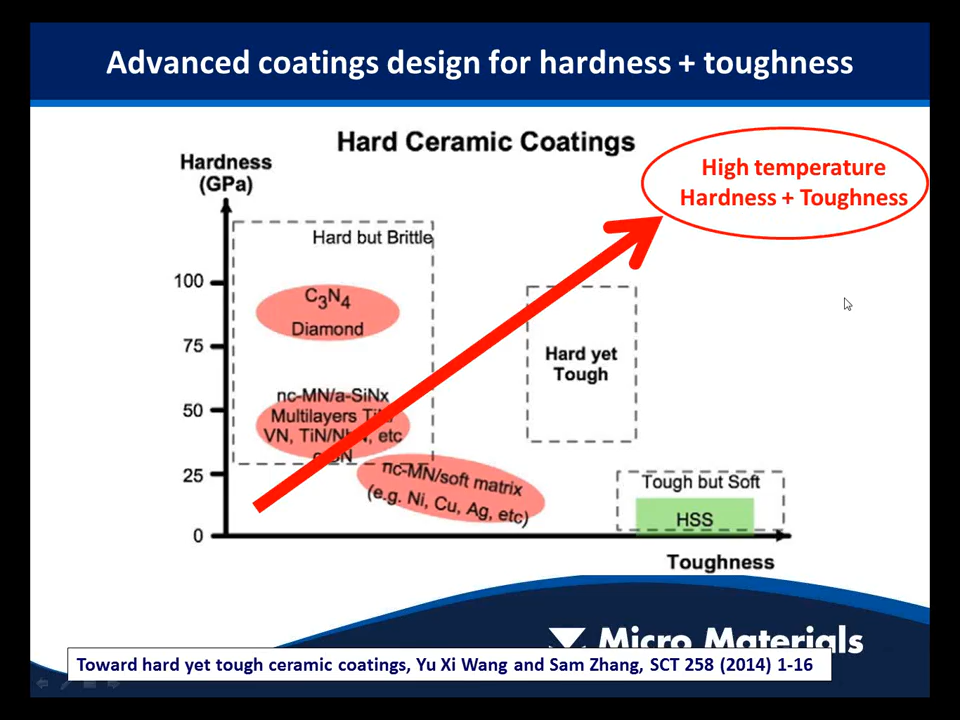 Advanced coatings design for hardness + toughness
Hard Ceramic Coatings
High temperature
Hardness + Toughness
Hardness
(GPa)
Hard but Brittle
100
C3N4
Diamond
75
Hard yet
Tough
nc-MN/a-SiNx
50
Multilayers
VN, etc
nc-MN/soft matrix
(e.g. Ni, Cu, Ag, etc)
25
Tough but Soft
HSS
0
Toughness
Micro Materials
Toward hard yet tough ceramic coatings, Yu Xi Wang and Sam Zhang, SCT 258 (2014) 1-16